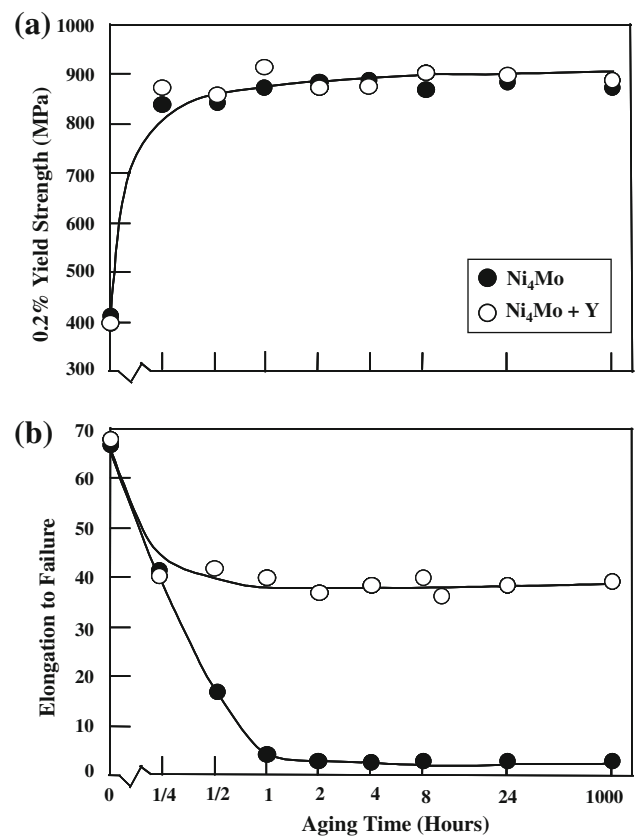 (a)
1000
900
800
700
600
500
400
300
0.2% Yield Strength (MPa)
Ni₄Mo
Ni₄Mo + Y
(b)
70
60
50
40
30
20
10
0
Elongation to Failure
0 1/4 1/2 1 2 4 8 24 1000
Aging Time (Hours)